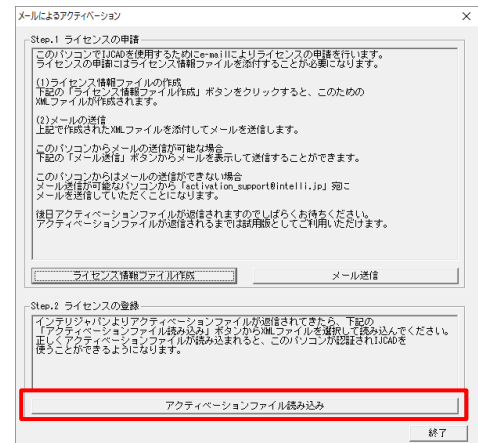 メールによるアクティベーション
Step.1 ライセンスの申請
このパソコンでIJCADを使用するためにe-mailによりライセンスの申請を行います。
ライセンスの申請にはライセンス情報ファイルを添付することが必要になります。
(1)ライセンス情報ファイルの作成
下記の「ライセンス情報ファイル作成」ボタンをクリックすると、このための
XMLファイルが作成されます。
(2)メールの送信
上記で作成されたXMLファイルを添付してメールを送信します。
このパソコンからメールの送信が可能な場合
下記の「メール送信」ボタンからメールを表示して送信することができます。
このパソコンからはメールの送信ができない場合
メール送信が可能なパソコンから「activation_support@intelli.jp」宛に
メールを送信していただくことになります。
後日アクティベーションファイルが返信されますのでしばらくお待ちください。
アクティベーションファイルが返信されるまでは試用版としてご利用いただけます。
ライセンス情報ファイル作成 メール送信
Step.2 ライセンスの登録
インテリジャパンよりアクティベーションファイルが返信されてきたら、下記の
「アクティベーションファイル読み込み」ボタンからXMLファイルを選択して読み込んでください。
正しくアクティベーションファイルが読み込まれると、このパソコンが認証されIJCADを
使うことができるようになります。
アクティベーションファイル読み込み
終了